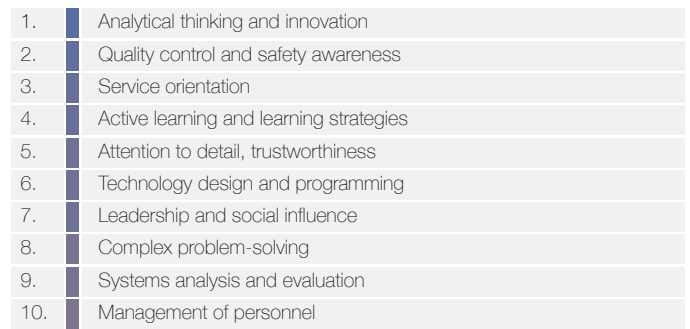 1. Analytical thinking and innovation
2. Quality control and safety awareness
3. Service orientation
4. Active learning and learning strategies
5. Attention to detail, trustworthiness
6. Technology design and programming
7. Leadership and social influence
8. Complex problem-solving
9. Systems analysis and evaluation
10. Management of personnel